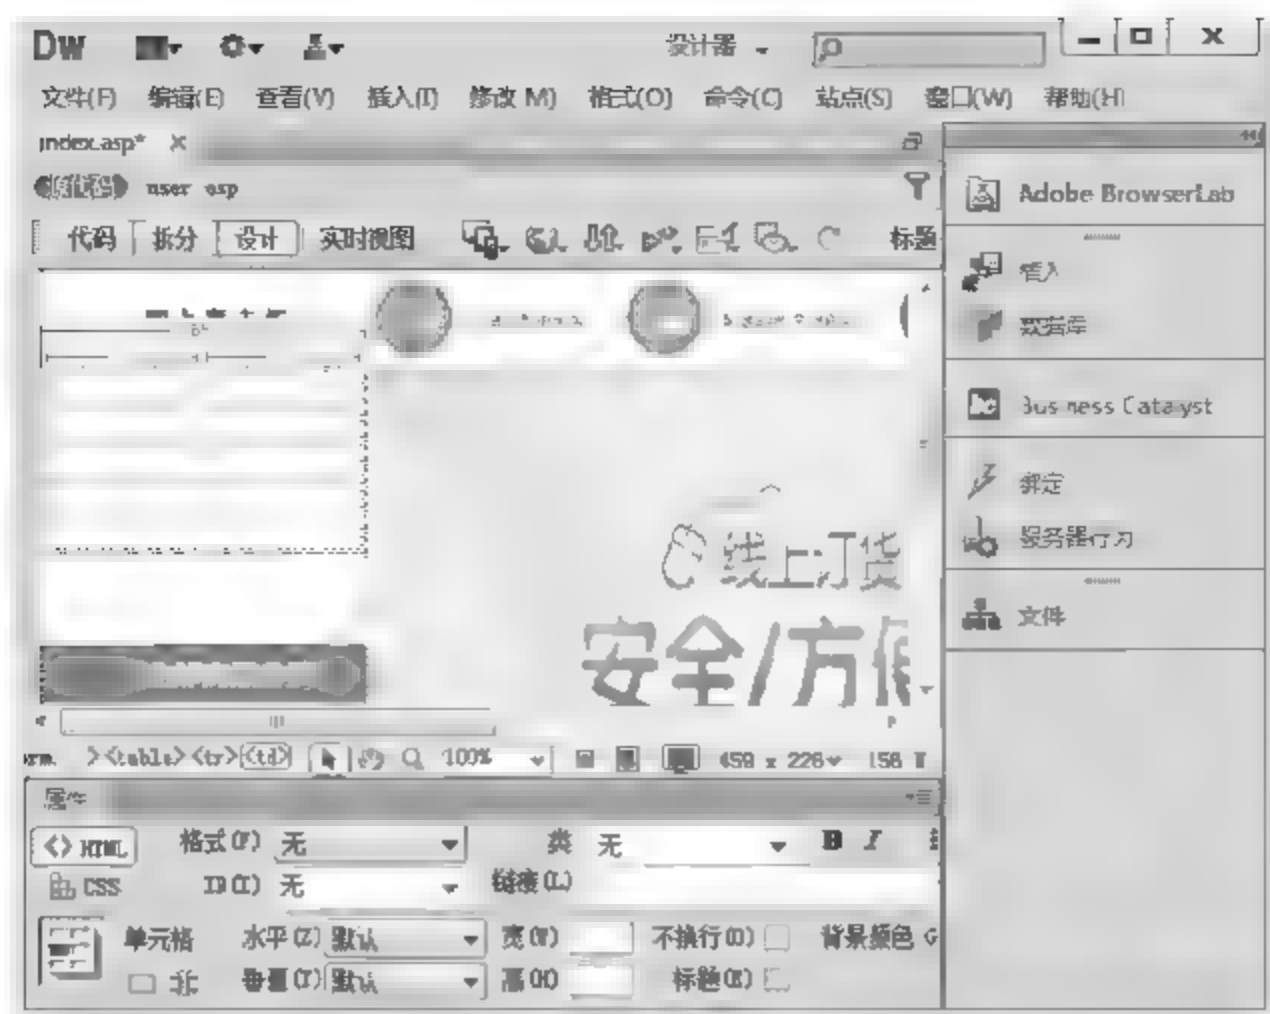 Dw 设计器
文件(F) 编辑(E) 查看(V) 插入(I) 修改 M) 格式(O) 命令(C) 站点(S) 窗口(W) 帮助(H)
index.asp* ×
源代码 user asp
代码 拆分 设计 实时视图 标题
Adobe BrowserLab
插入
数据库
Business Catalyst
绑定
服务器行为
文件
线上订货
安全/方便
<table><tr><td> 100% 459 x 226 158
属性
<> HTML 格式(F) 无 类 无 B I
CSS ID(I) 无 链接(L)
单元格 水平(Z) 默认 宽(W) 不换行(O) 背景颜色
垂直(T) 默认 高(H) 标题(E)